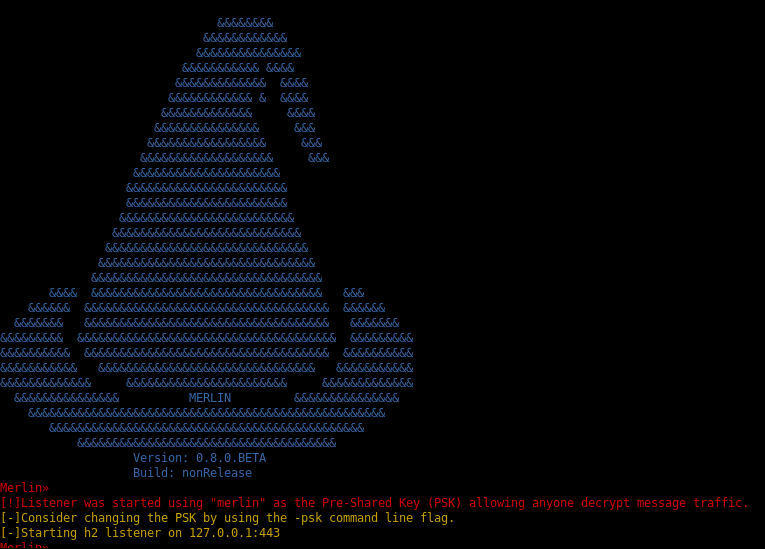 MERLIN
Version: 0.8.0.BETA
Build: nonRelease
Merlin»
[!]Listener was started using "merlin" as the Pre-Shared Key (PSK) allowing anyone decrypt message traffic.
[-]Consider changing the PSK by using the -psk command line flag.
[-]Starting h2 listener on 127.0.0.1:443
Merlin»